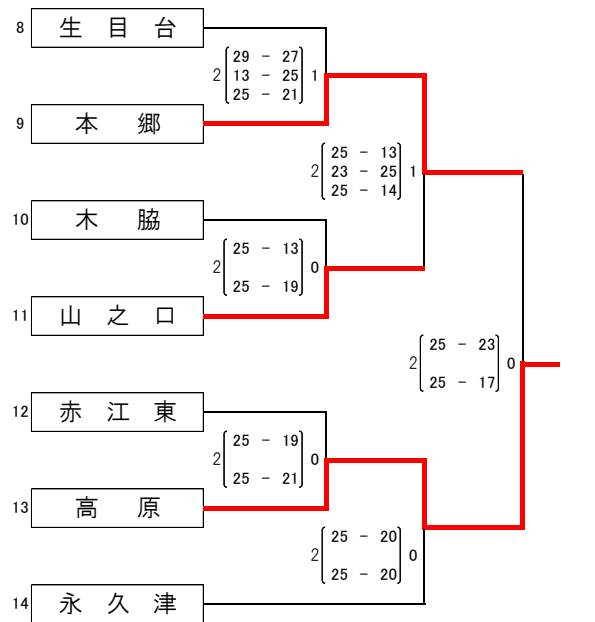 8 生目台
29 － 27
2 13 － 25 1
25 － 21
9 本郷
25 － 13
2 23 － 25 1
25 － 14
10 木脇
25 － 13
2 0
25 － 19
11 山之口
25 － 23
2 0
25 － 17
12 赤江東
25 － 19
2 0
25 － 21
13 高原
25 － 20
2 0
25 － 20
14 永久津